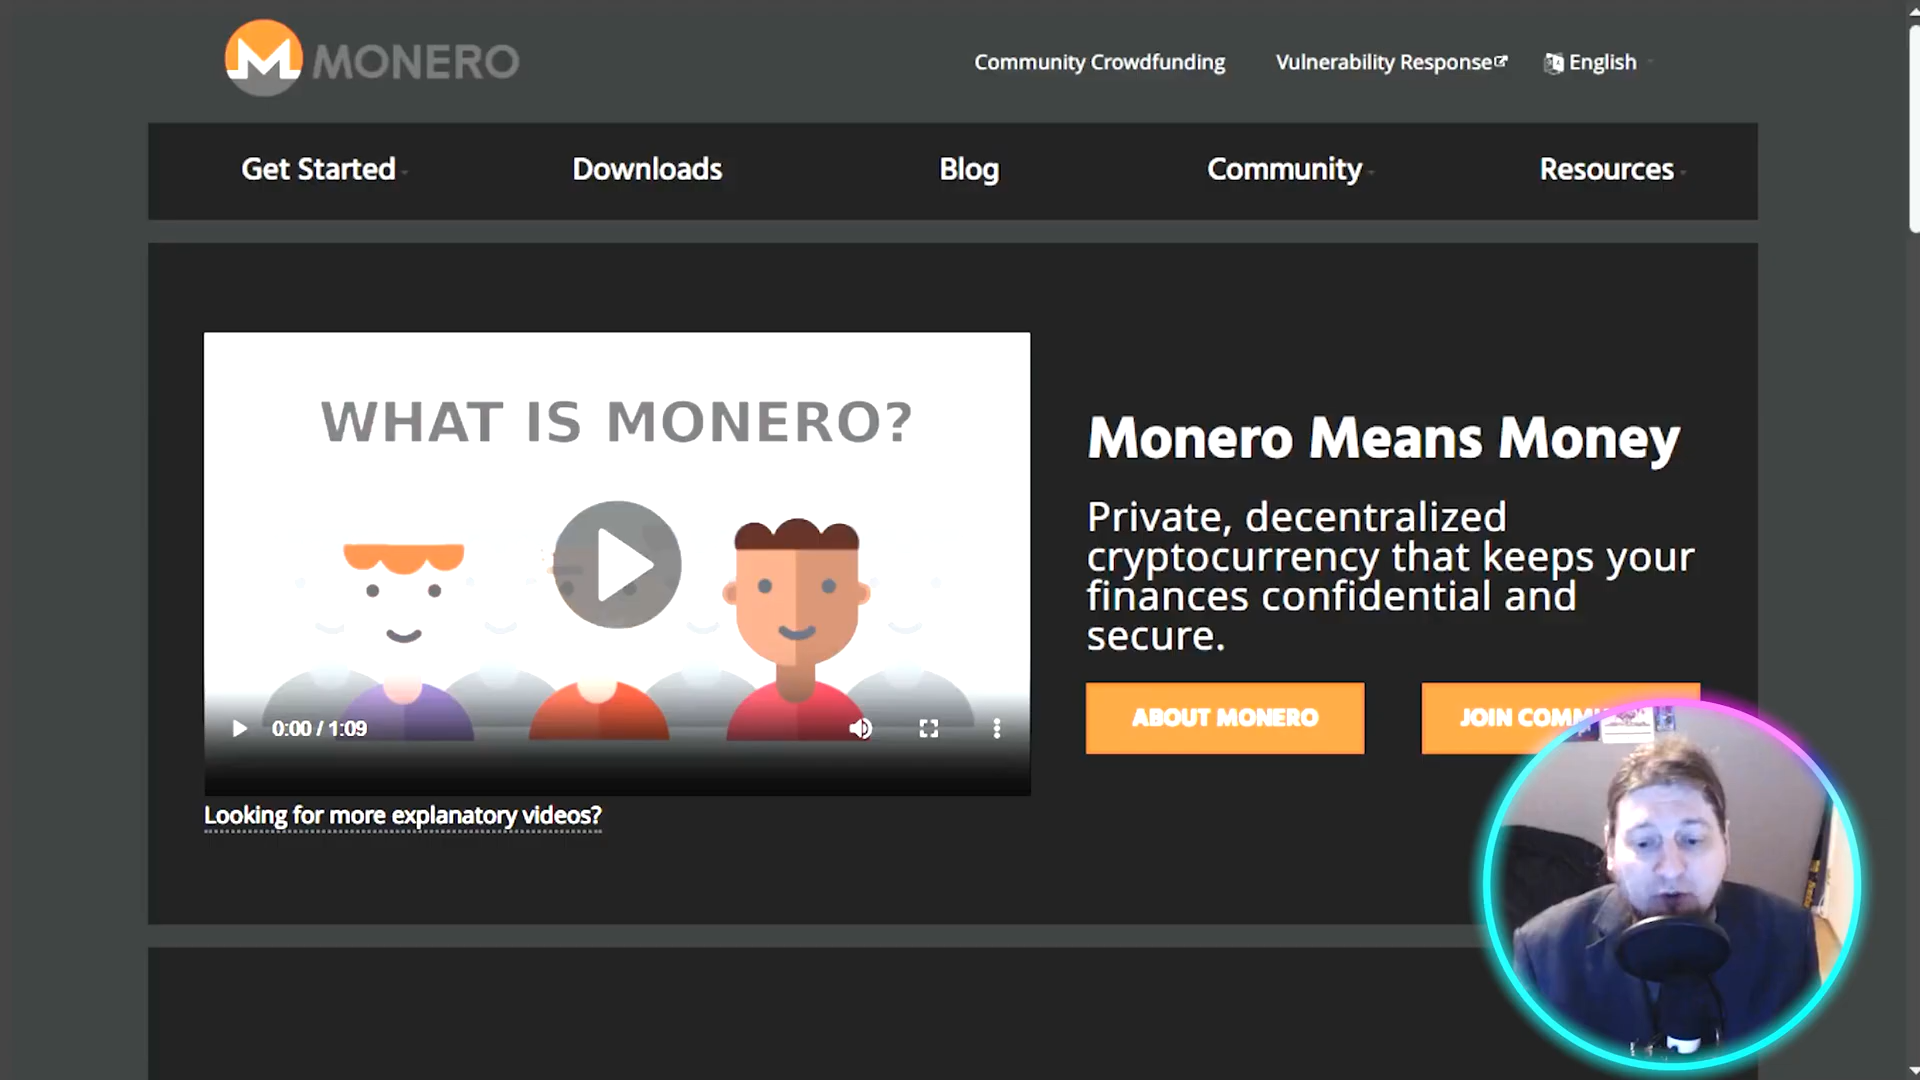 MONERO
Community Crowdfunding
Vulnerability Response
English
Get Started
Downloads
Blog
Community
Resources
WHAT IS MONERO?
0:00 / 1:09
Looking for more explanatory videos?
Monero Means Money
Private, decentralized
cryptocurrency that keeps your
finances confidential and
secure.
ABOUT MONERO
JOIN